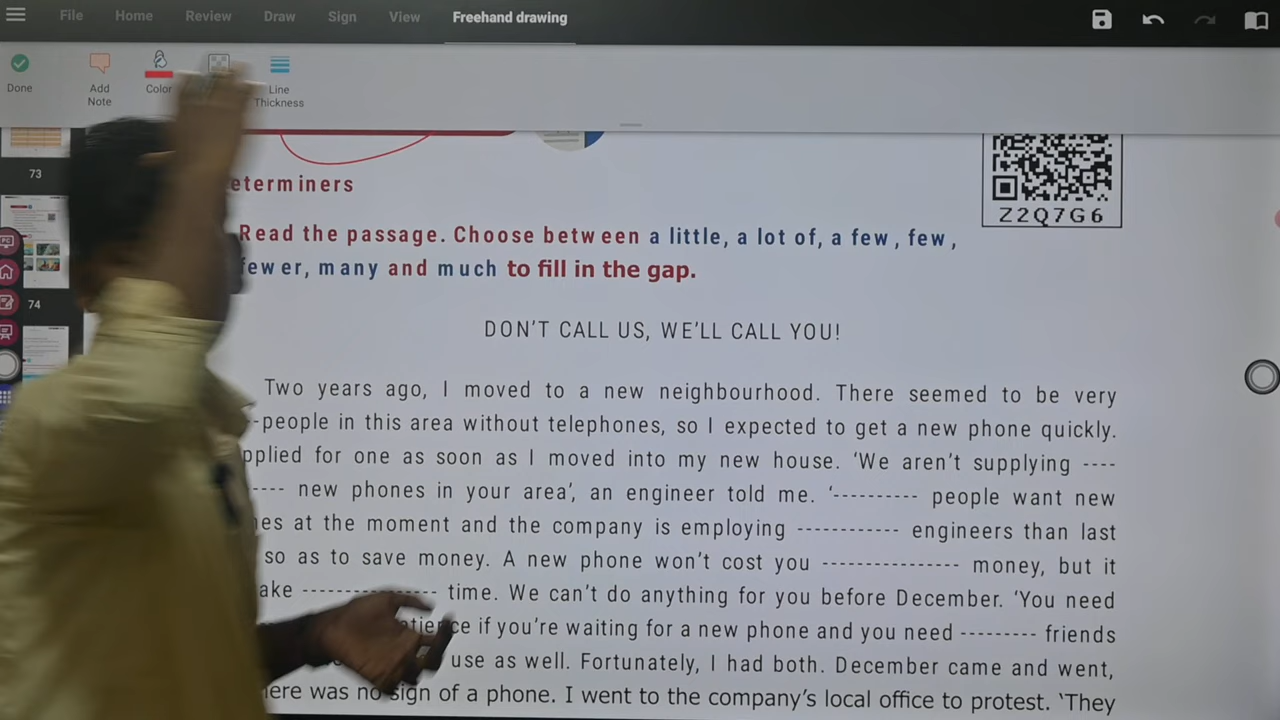 File Home Review Draw Sign View Freehand drawing
Done Add Note Color Line Thickness
73
Z2Q7G6
eterminers
Read the passage. Choose between a little, a lot of, a few, few,
ewer, many and much to fill in the gap.
74
DON'T CALL US, WE'LL CALL YOU!
Two years ago, I moved to a new neighbourhood. There seemed to be very
-people in this area without telephones, so I expected to get a new phone quickly.
pplied for one as soon as I moved into my new house. 'We aren't supplying ----
---- new phones in your area', an engineer told me. '---------- people want new
es at the moment and the company is employing ------------ engineers than last
so as to save money. A new phone won't cost you ---------------- money, but it
ake ---------------- time. We can't do anything for you before December. 'You need
tience if you're waiting for a new phone and you need --------- friends
use as well. Fortunately, I had both. December came and went,
ere was no sign of a phone. I went to the company's local office to protest. 'They